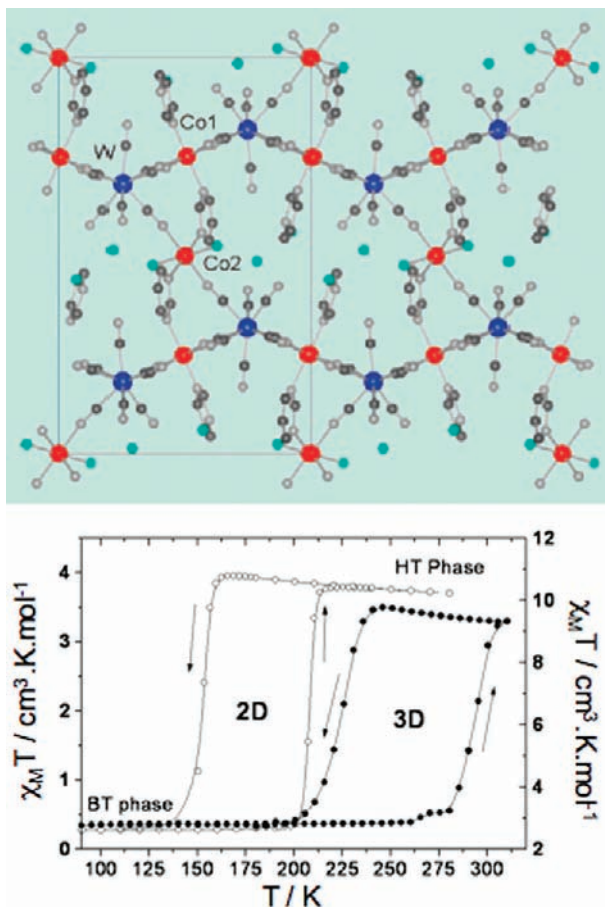 Co1
W
Co2
4
3
2
1
0
12
10
8
6
4
2
HT Phase
2D
3D
BT phase
χMT / cm³.K.mol⁻¹
χMT / cm³.K.mol⁻¹
100 125 150 175 200 225 250 275 300
T / K